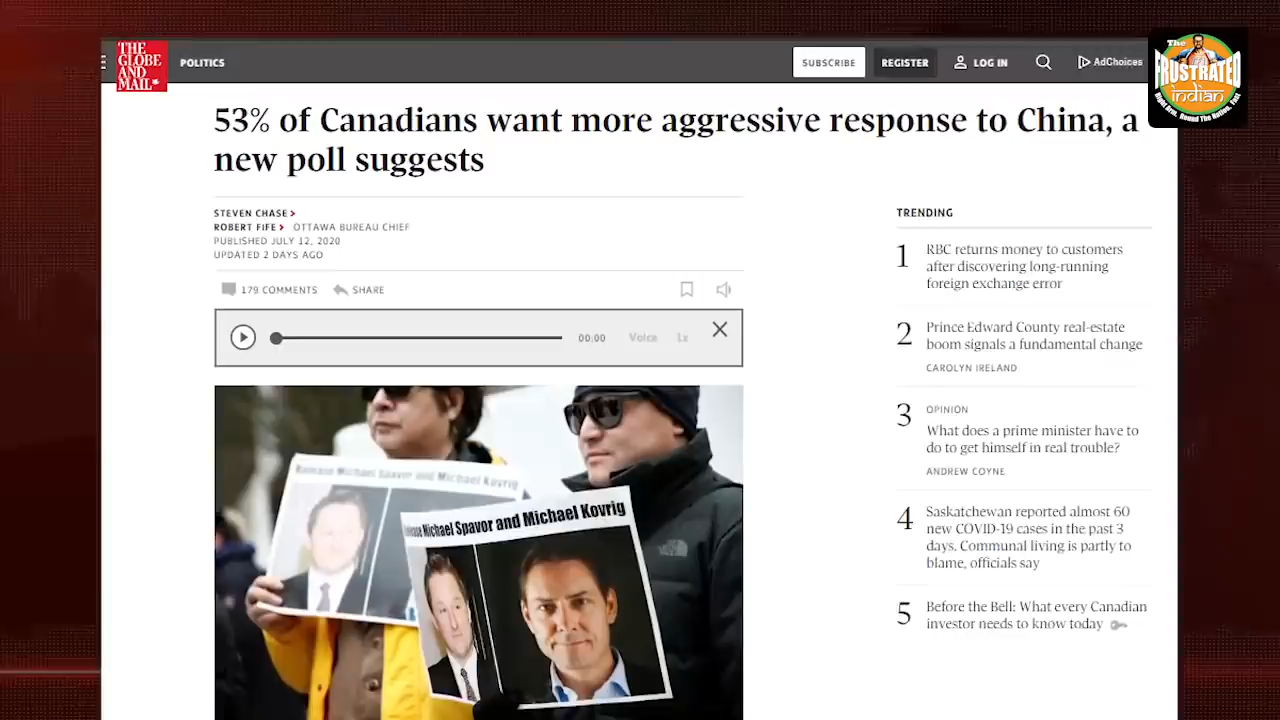 THE
GLOBE
AND
MAIL
POLITICS
SUBSCRIBE
REGISTER
LOG IN
AdChoices
The
FRUSTRATED
indian
53% of Canadians want more aggressive response to China, a
new poll suggests
STEVEN CHASE >
ROBERT FIFE > OTTAWA BUREAU CHIEF
PUBLISHED JULY 12, 2020
UPDATED 2 DAYS AGO
179 COMMENTS
SHARE
00:00
Voice
1x
Release Michael Spavor and Michael Kovrig
Michael Spavor and Michael Kovrig
TRENDING
1
RBC returns money to customers
after discovering long-running
foreign exchange error
2
Prince Edward County real-estate
boom signals a fundamental change
CAROLYN IRELAND
3
OPINION
What does a prime minister have to
do to get himself in real trouble?
ANDREW COYNE
4
Saskatchewan reported almost 60
new COVID-19 cases in the past 3
days. Communal living is partly to
blame, officials say
5
Before the Bell: What every Canadian
investor needs to know today